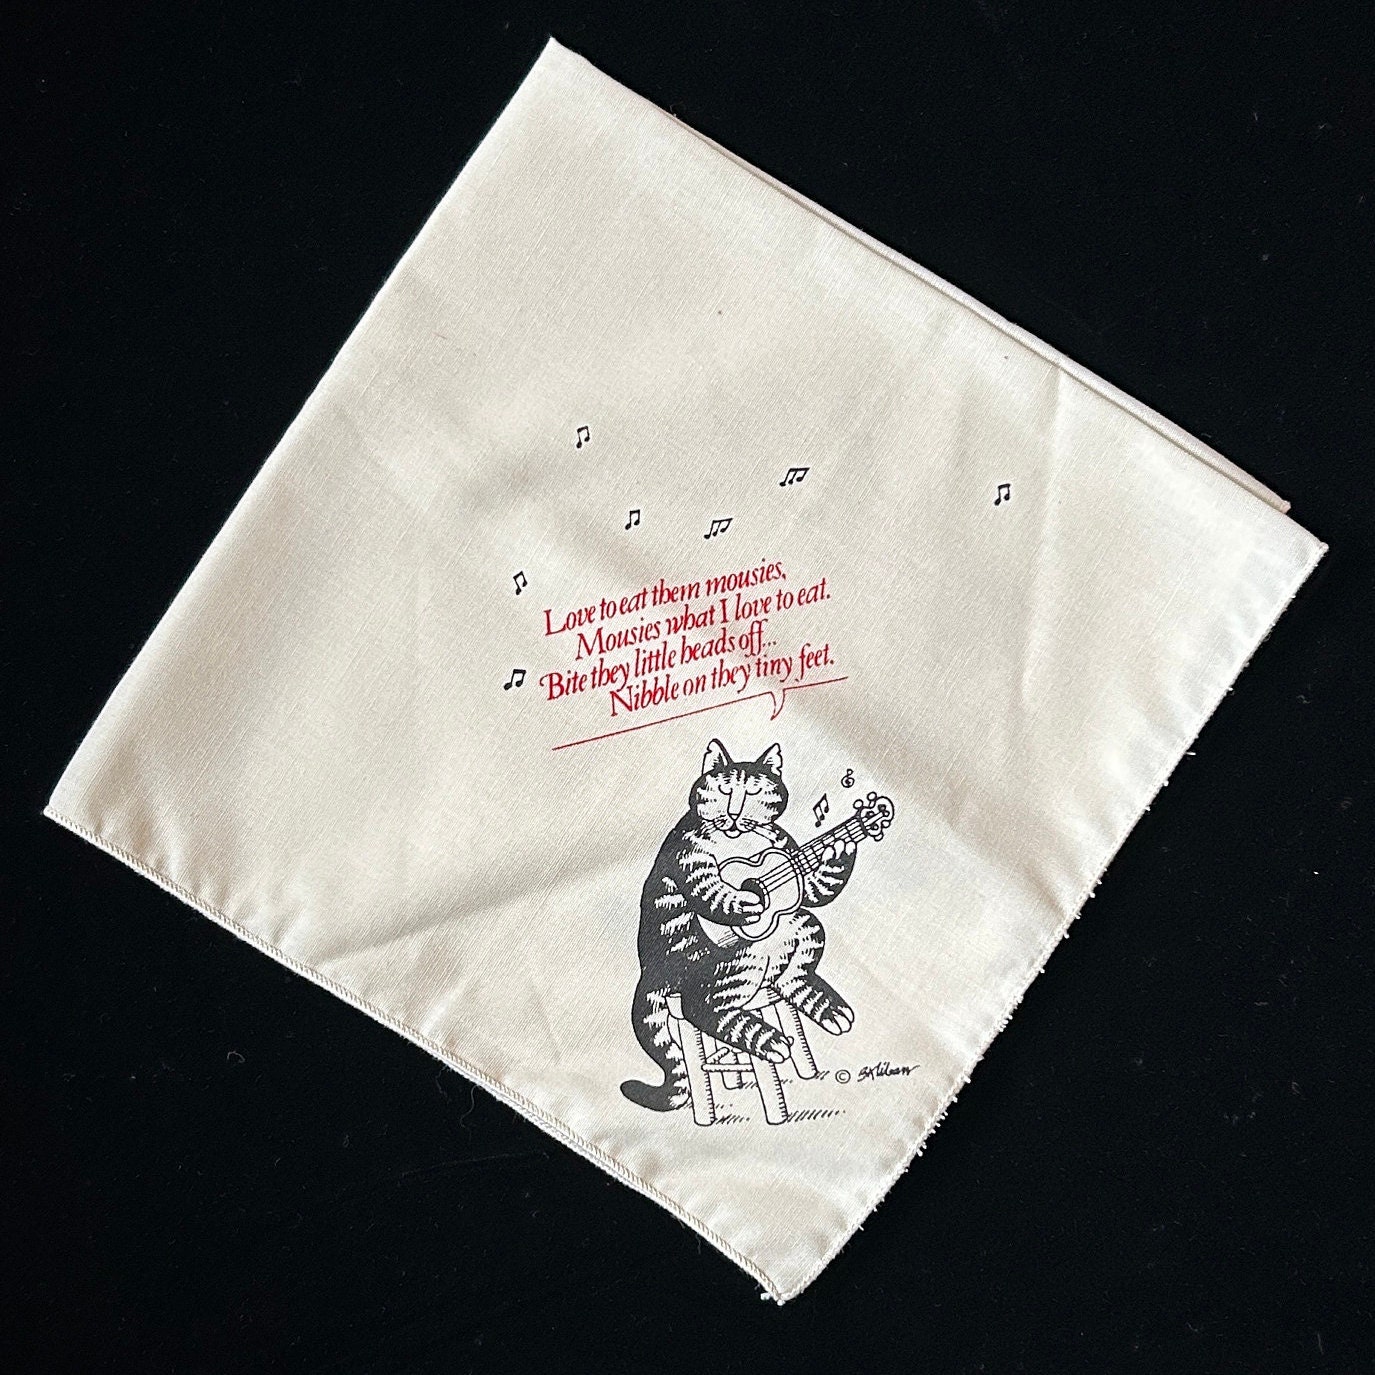 Love to eat them mousies,
Mousies what I love to eat.
Bite they little heads off...
Nibble on they tiny feet.
© B Kliban